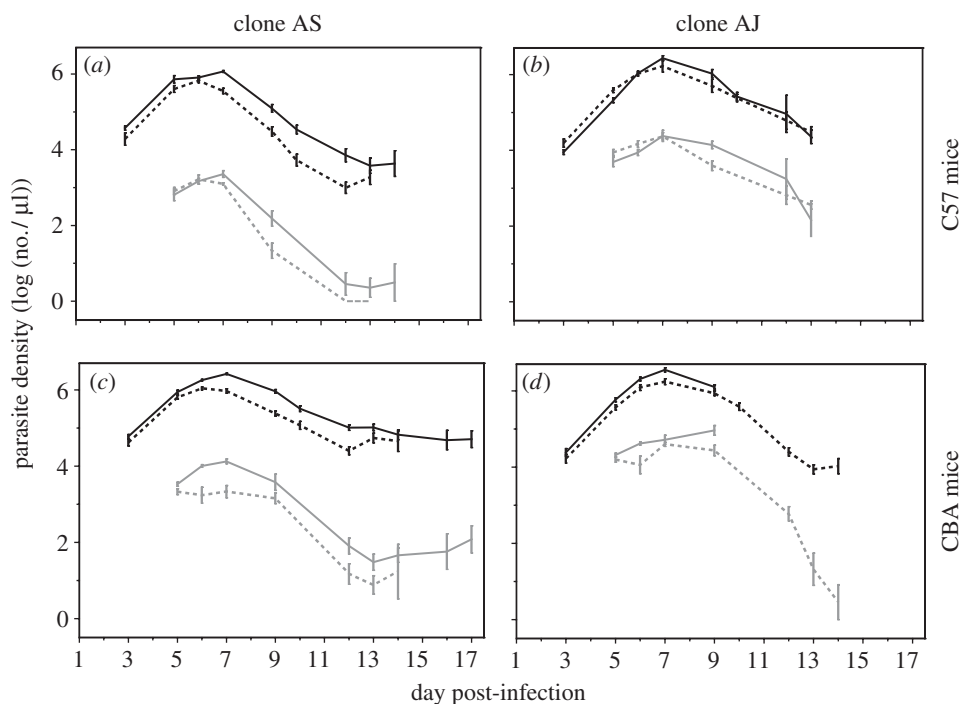 clone AS
clone AJ
(a)
(b)
6
4
2
0
C57 mice
parasite density (log (no./ µl))
(c)
(d)
6
4
2
0
CBA mice
1 3 5 7 9 11 13 15 17
1 3 5 7 9 11 13 15 17
day post-infection